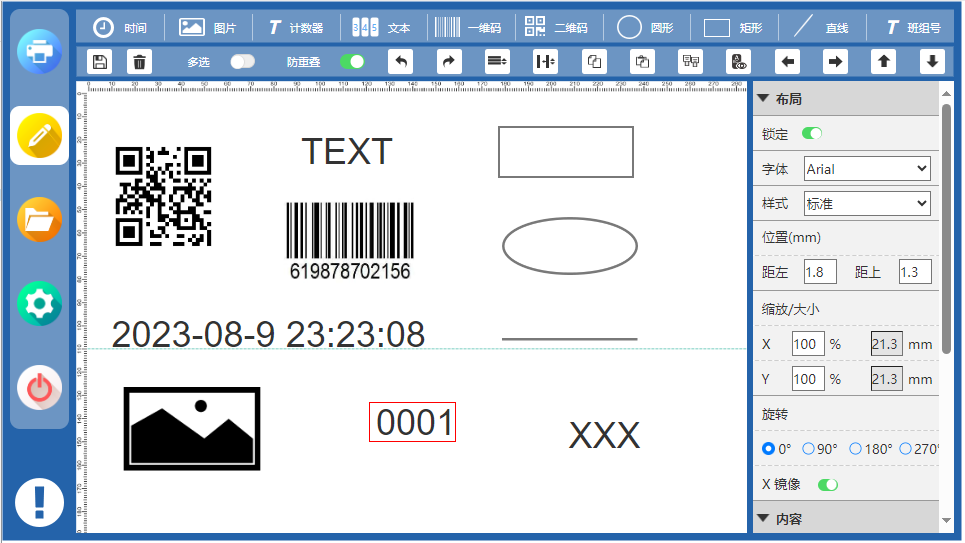 时间 图片 T 计数器 3 4 5 文本 一维码 二维码 圆形 矩形 直线 T 班组号
多选 防重叠
布局
锁定
字体 Arial
样式 标准
位置(mm)
距左 1.8 距上 1.3
缩放/大小
X 100 % 21.3 mm
Y 100 % 21.3 mm
旋转
0° 90° 180° 270°
X 镜像
内容
TEXT
619878702156
2023-08-9 23:23:08
0001
XXX